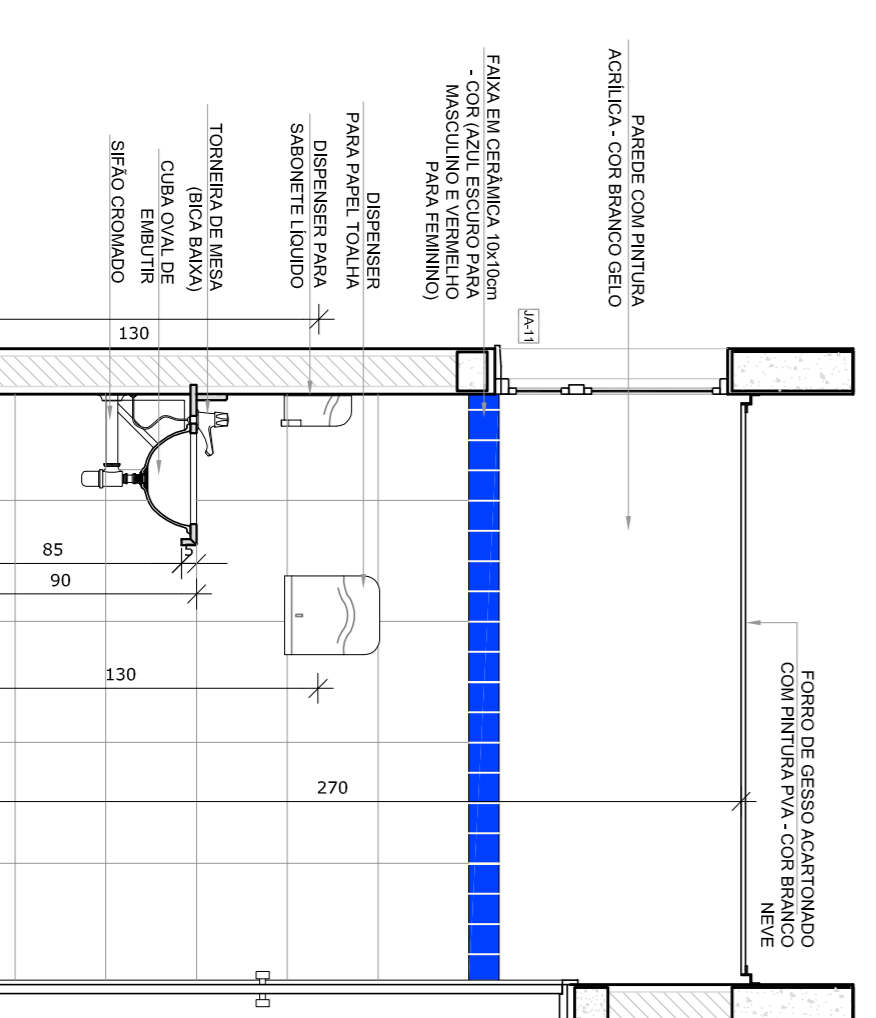 SIFÃO CROMADO
CUBA OVAL DE
EMBUTIR
TORNEIRA DE MESA
(BICA BAIXA)
DISPENSER PARA
SABONETE LÍQUIDO
DISPENSER
PARA PAPEL TOALHA
FAIXA EM CERÂMICA 10x10cm
- COR (AZUL ESCURO PARA
MASCULINO E VERMELHO
PARA FEMININO)
JA-11
PAREDE COM PINTURA
ACRÍLICA - COR BRANCO GELO
130
85
5
90
130
270
FORRO DE GESSO ACARTONADO
COM PINTURA PVA - COR BRANCO
NEVE